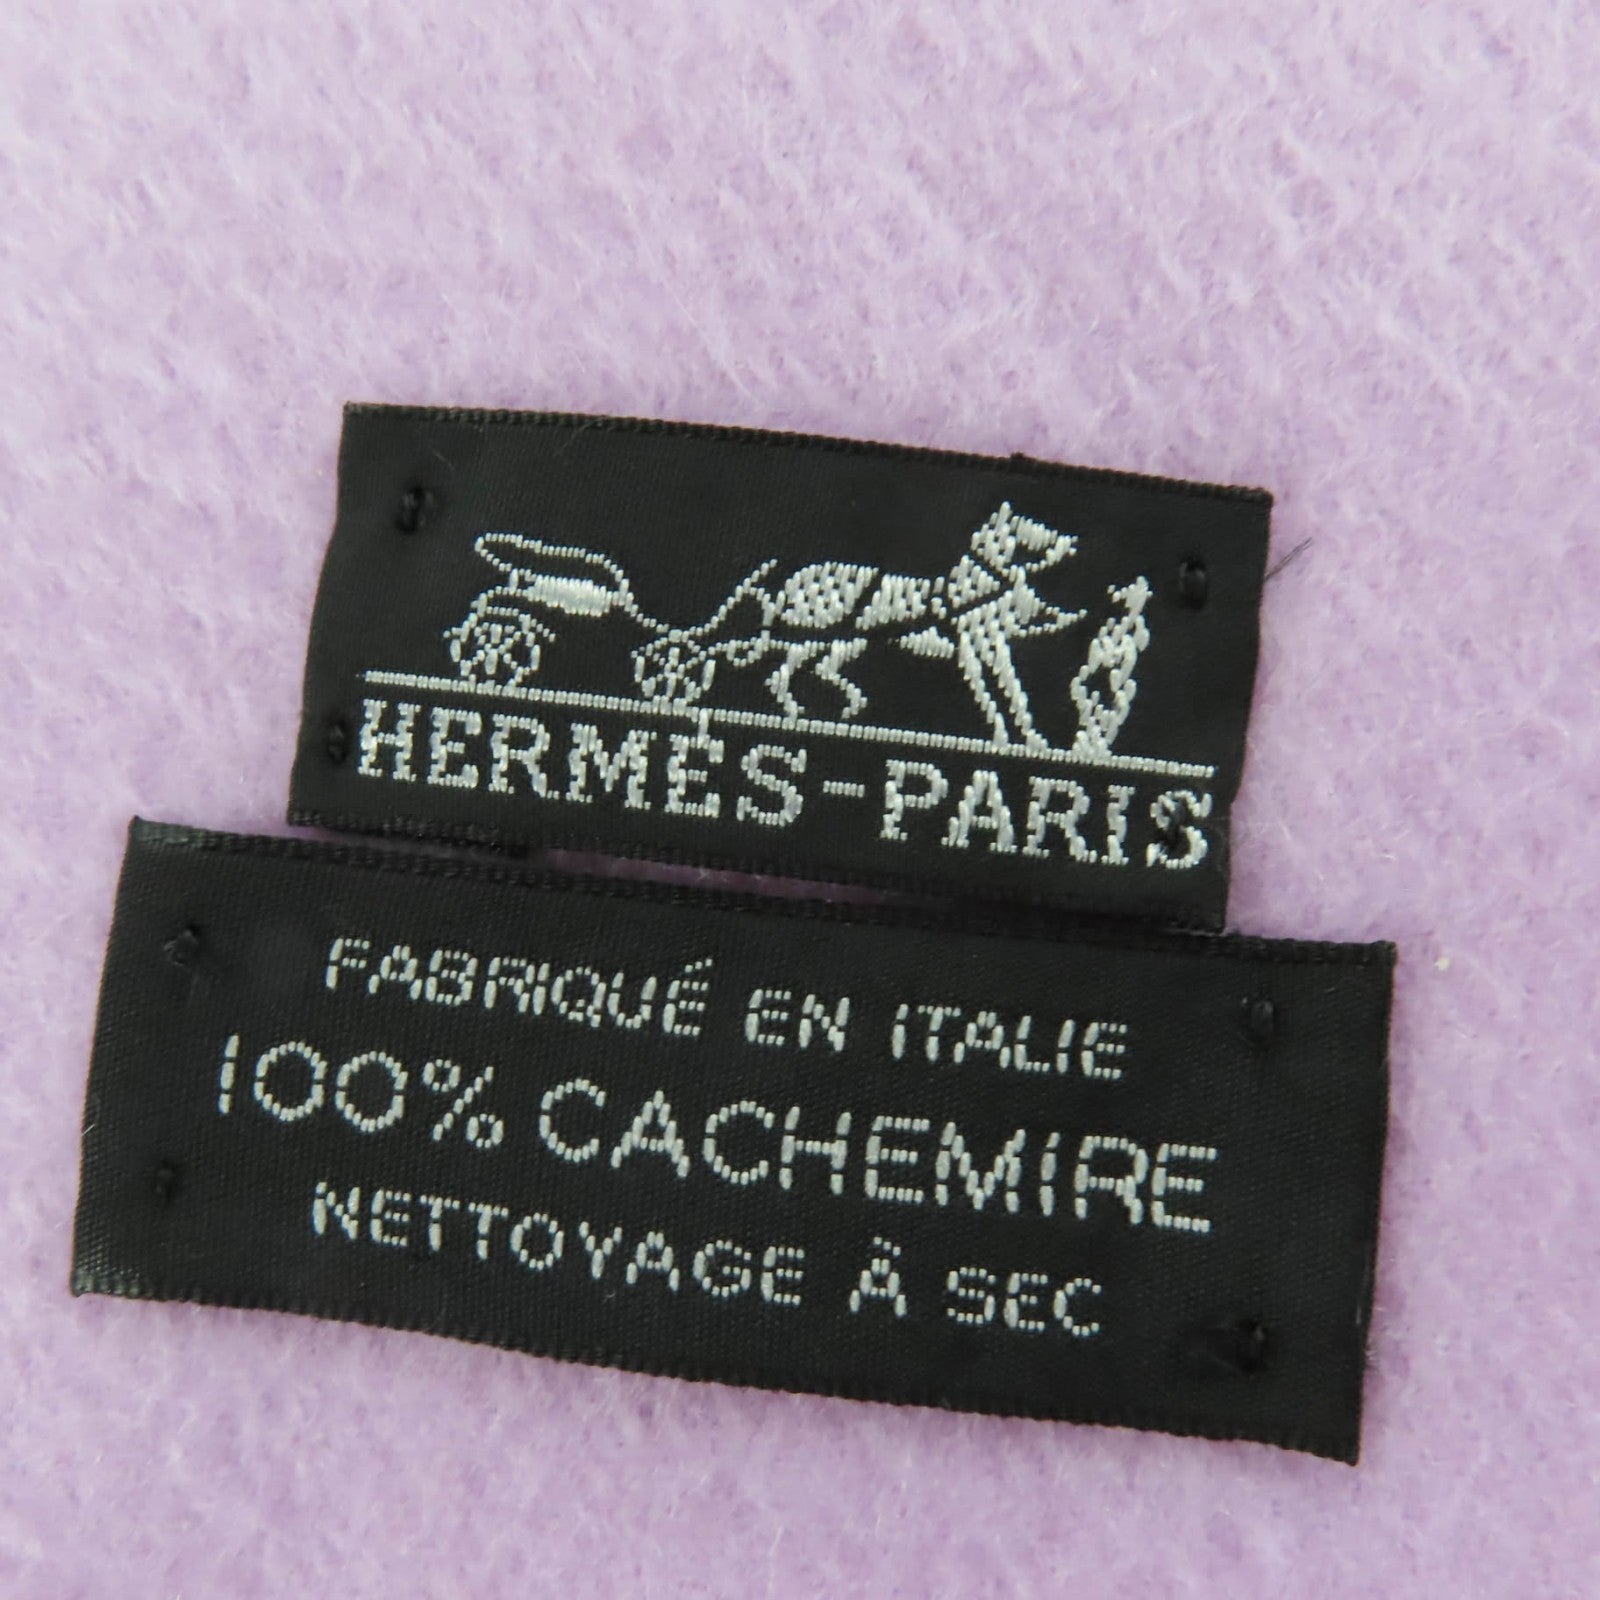 HERMÈS-PARIS
FABRIQUÉ EN ITALIE
100% CACHEMIRE
NETTOYAGE À SEC